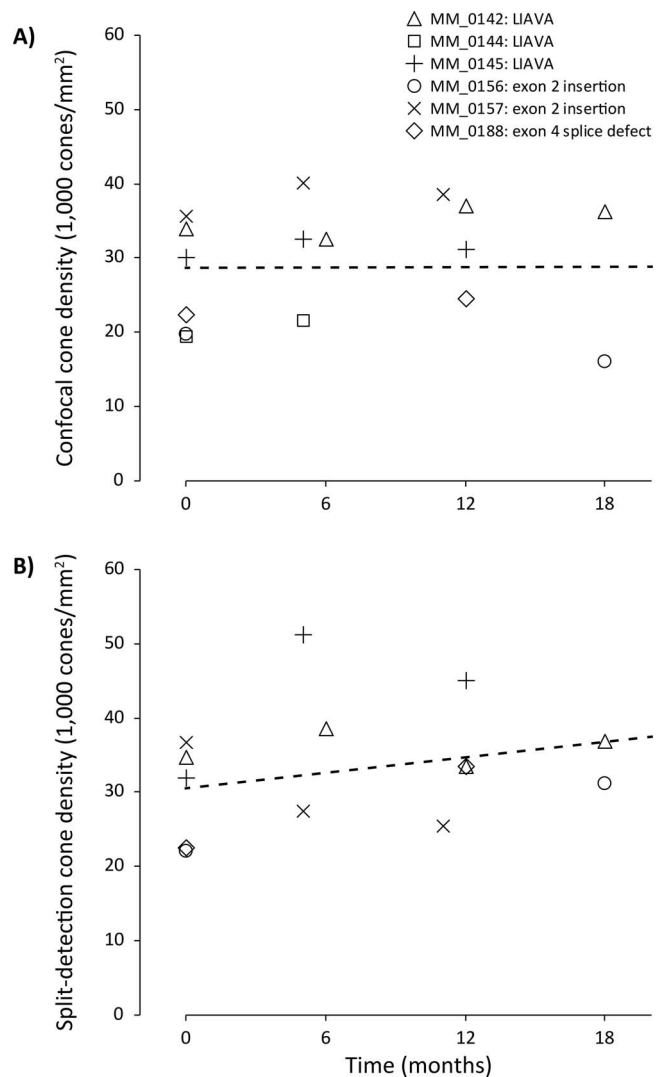 A)
MM_0142: LIAVA
MM_0144: LIAVA
MM_0145: LIAVA
MM_0156: exon 2 insertion
MM_0157: exon 2 insertion
MM_0188: exon 4 splice defect
Confocal cone density (1,000 cones/mm²)
60
50
40
30
20
10
0
0 6 12 18
B)
Split-detection cone density (1,000 cones/mm²)
60
50
40
30
20
10
0
0 6 12 18
Time (months)